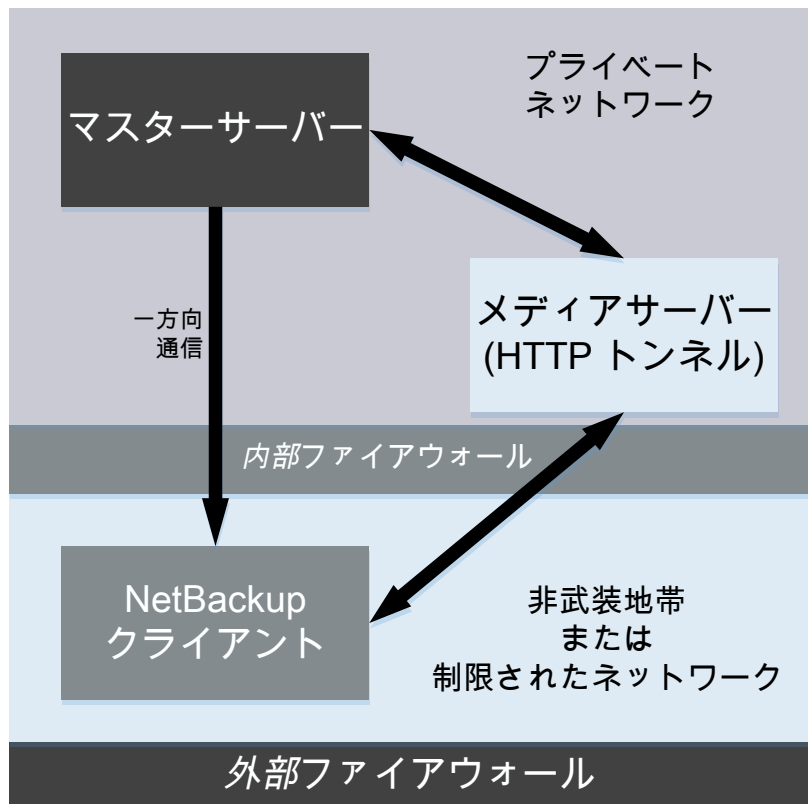 プライベート
ネットワーク
マスターサーバー
メディアサーバー
(HTTP トンネル)
一方向
通信
内部ファイアウォール
NetBackup
クライアント
非武装地帯
または
制限されたネットワーク
外部ファイアウォール